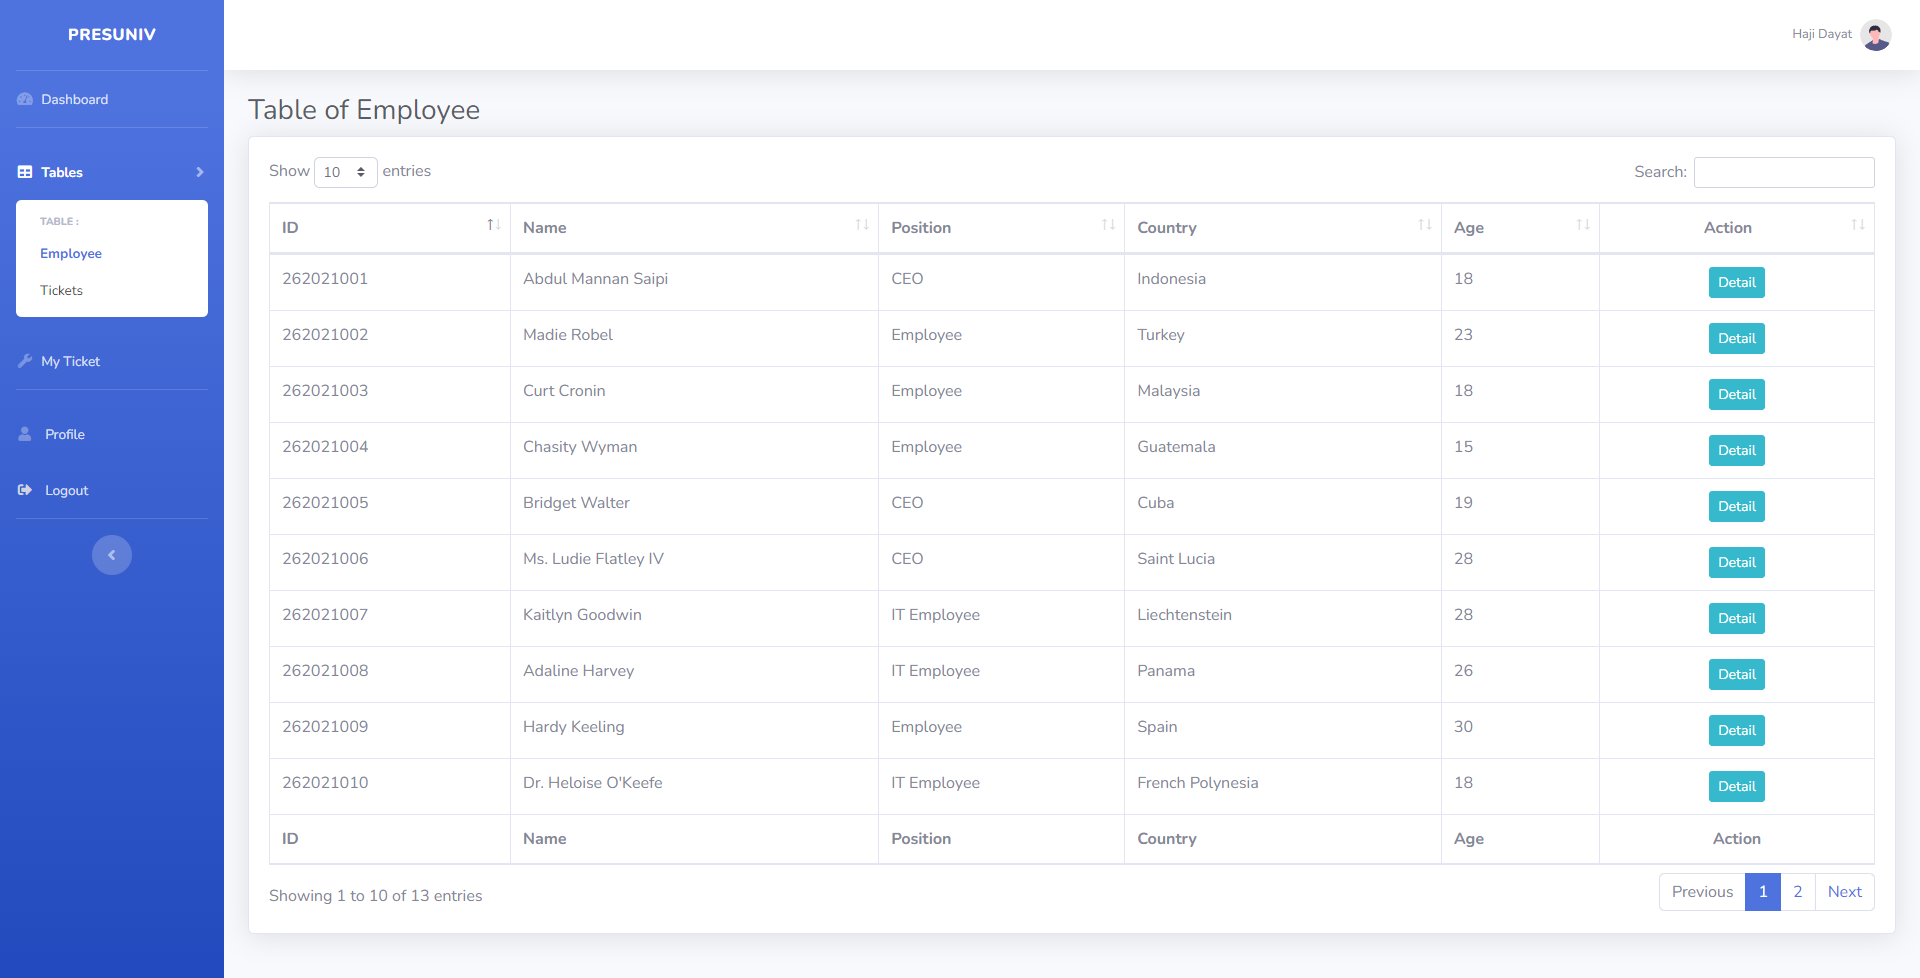 PRESUNIV
Haji Dayat
Dashboard
Tables
TABLE :
Employee
Tickets
My Ticket
Profile
Logout
Table of Employee
Show 10 entries Search:
ID Name Position Country Age Action
262021001 Abdul Mannan Saipi CEO Indonesia 18 Detail
262021002 Madie Robel Employee Turkey 23 Detail
262021003 Curt Cronin Employee Malaysia 18 Detail
262021004 Chasity Wyman Employee Guatemala 15 Detail
262021005 Bridget Walter CEO Cuba 19 Detail
262021006 Ms. Ludie Flatley IV CEO Saint Lucia 28 Detail
262021007 Kaitlyn Goodwin IT Employee Liechtenstein 28 Detail
262021008 Adaline Harvey IT Employee Panama 26 Detail
262021009 Hardy Keeling Employee Spain 30 Detail
262021010 Dr. Heloise O'Keefe IT Employee French Polynesia 18 Detail
ID Name Position Country Age Action
Showing 1 to 10 of 13 entries Previous 1 2 Next